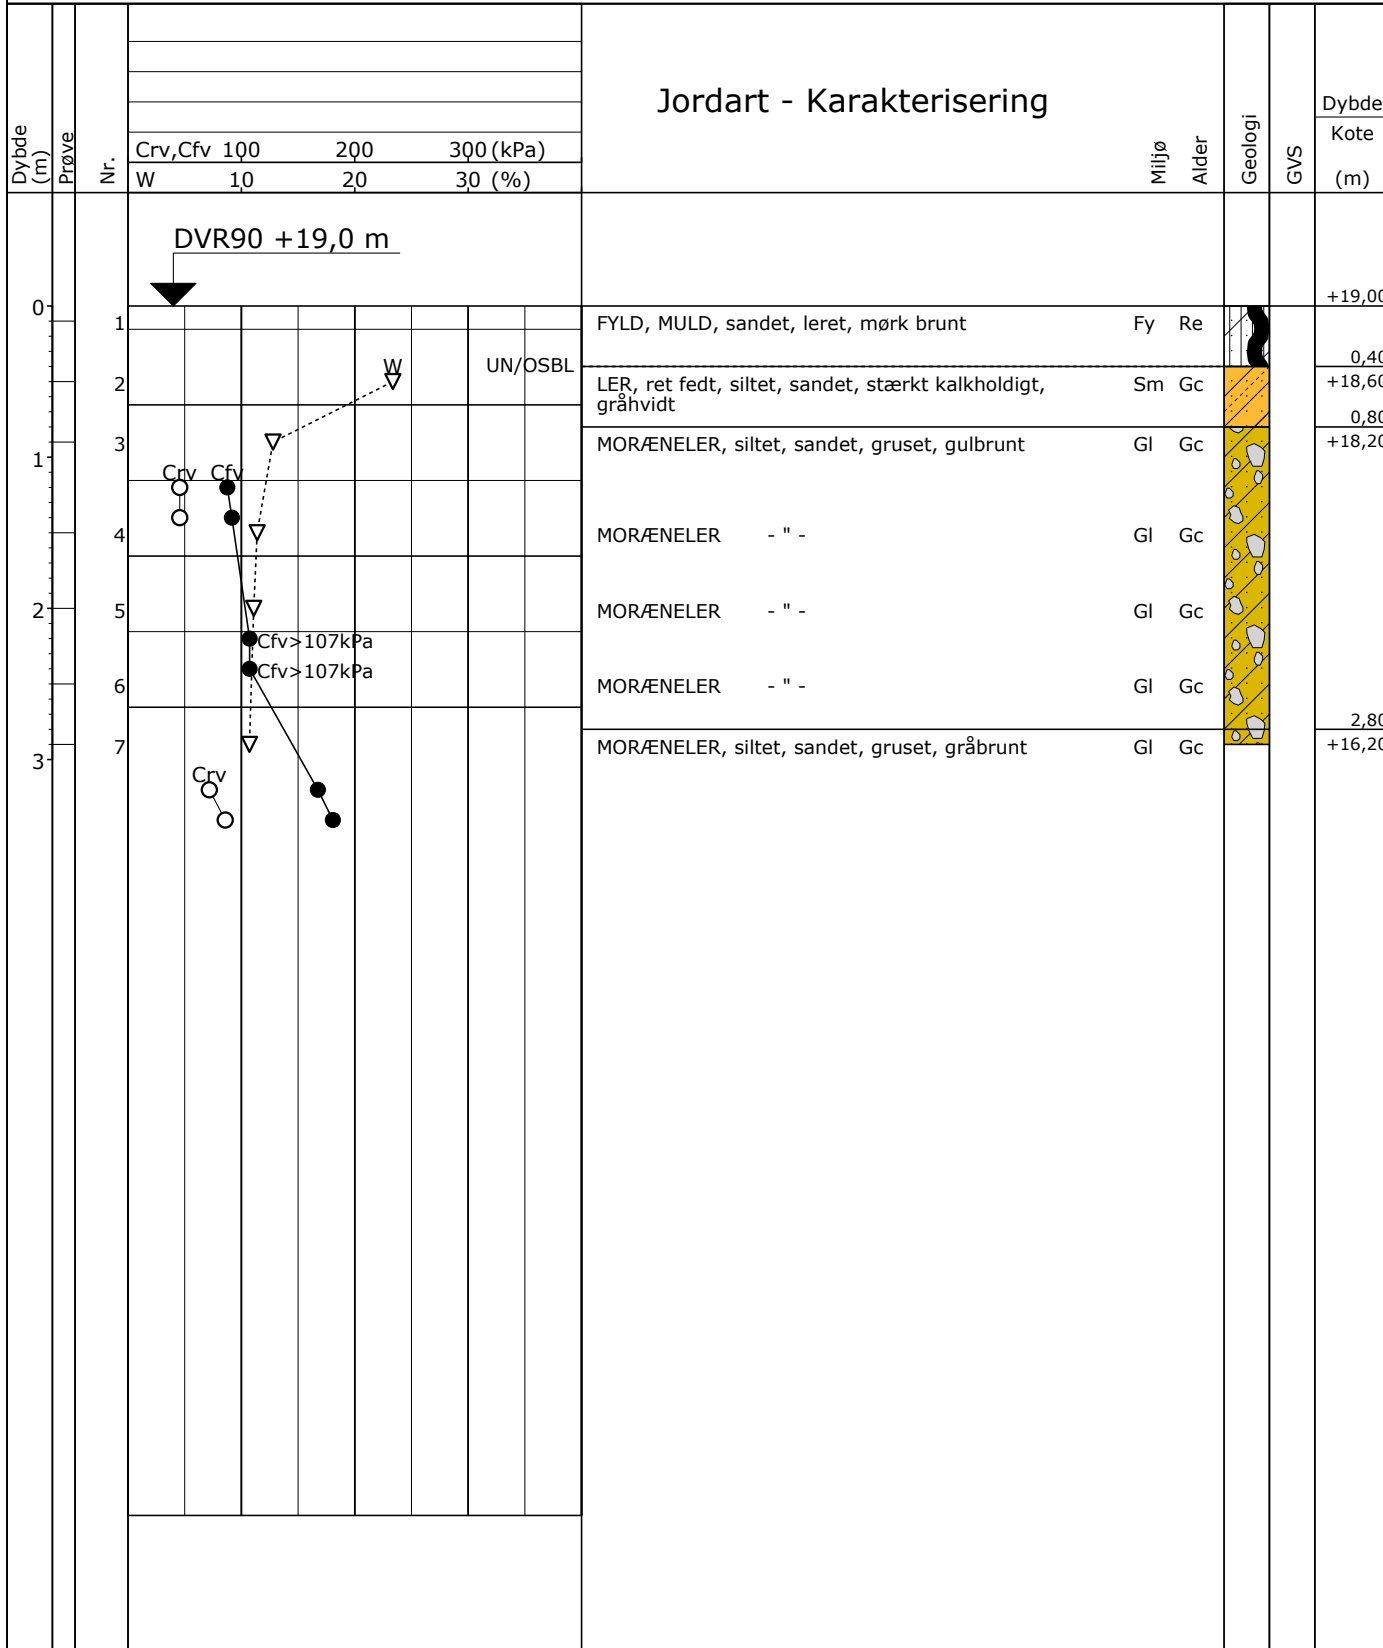 Jordart - Karakterisering
Dybde (m)
Prøve
Nr.
Crv,Cfv 100 200 300 (kPa)
W 10 20 30 (%)
Miljø
Alder
Geologi
GVS
Dybde
Kote
(m)
DVR90 +19,0 m
0 +19,00
1 FYLD, MULD, sandet, leret, mørk brunt Fy Re
0,40
W UN/OSBL
2 LER, ret fedt, siltet, sandet, stærkt kalkholdigt, Sm Gc +18,60
gråhvidt
0,80
3 MORÆNELER, siltet, sandet, gruset, gulbrunt Gl Gc +18,20
1
Crv Cfv
4 MORÆNELER - " - Gl Gc
2 5 MORÆNELER - " - Gl Gc
Cfv>107kPa
Cfv>107kPa
6 MORÆNELER - " - Gl Gc
2,80
7 MORÆNELER, siltet, sandet, gruset, gråbrunt Gl Gc +16,20
3
Crv